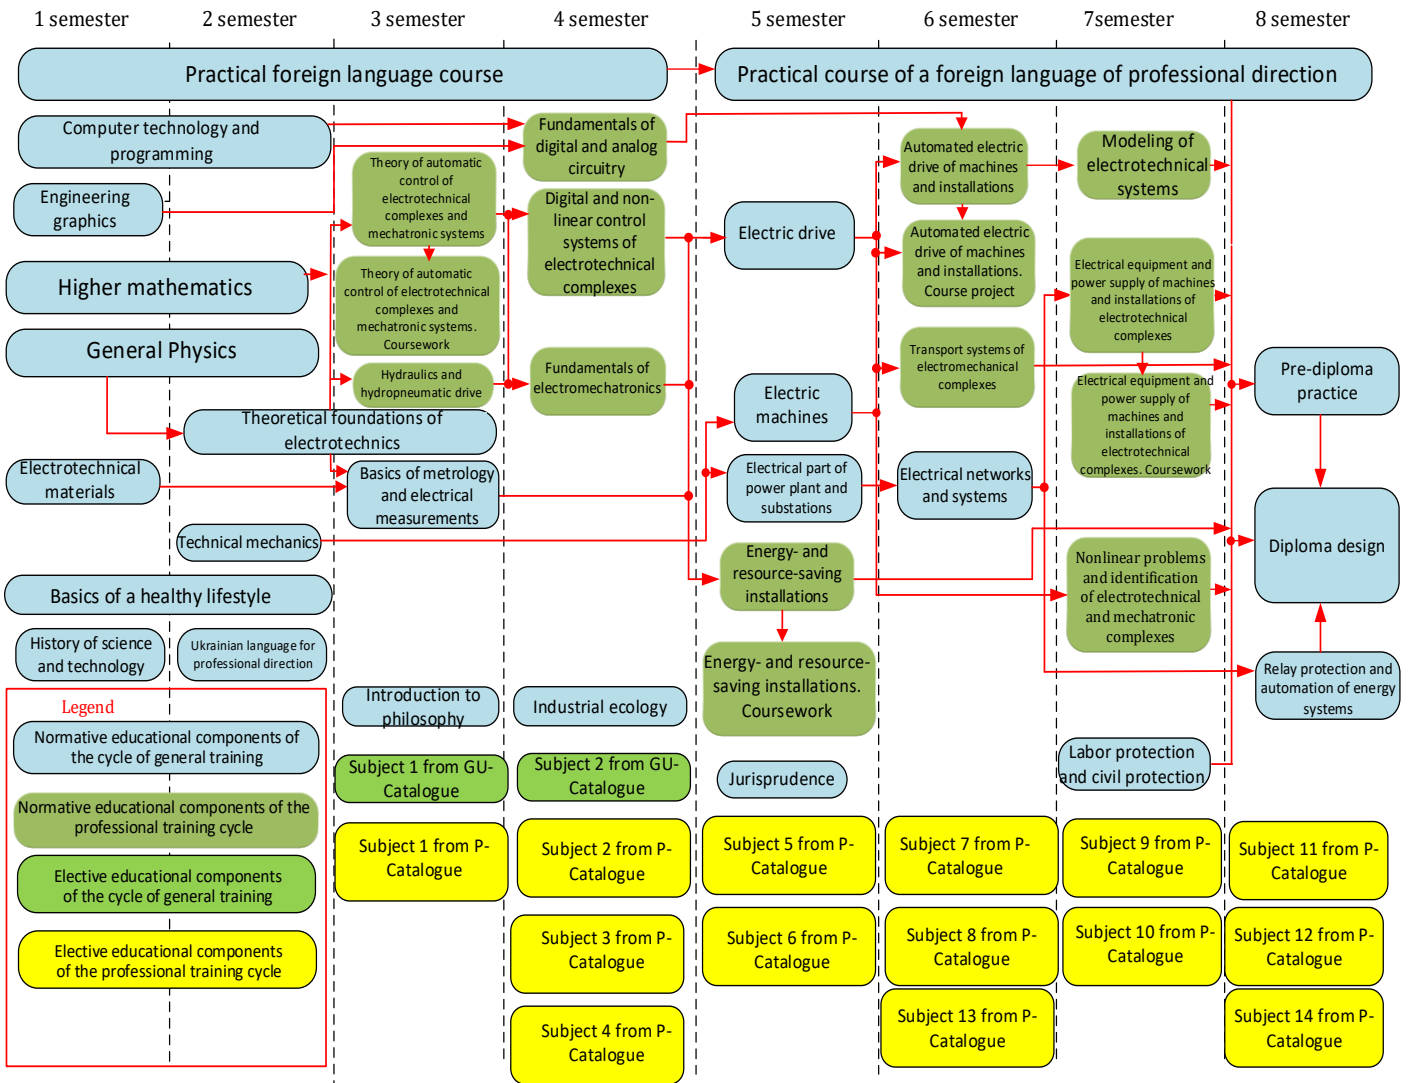 1 semester
2 semester
3 semester
4 semester
5 semester
6 semester
7semester
8 semester
Practical foreign language course
Practical course of a foreign language of professional direction
Computer technology and
programming
Fundamentals of
digital and analog
circuitry
Automated electric
drive of machines
and installations
Modeling of
electrotechnical
systems
Theory of automatic
control of
electrotechnical
complexes and
mechatronic systems
Engineering
graphics
Digital and non-
linear control
systems of
electrotechnical
complexes
Electric drive
Automated electric
drive of machines
and installations.
Course project
Higher mathematics
Theory of automatic
control of electrotechnical
complexes and
mechatronic systems.
Coursework
Electrical equipment and
power supply of machines
and installations of
electrotechnical
complexes
General Physics
Hydraulics and
hydropneumatic drive
Fundamentals of
electromechatronics
Electric
machines
Transport systems of
electromechanical
complexes
Electrical equipment and
power supply of
machines and
installations of
electrotechnical
complexes. Coursework
Pre-diploma
practice
Theoretical foundations of
electrotechnics
Electrotechnical
materials
Basics of metrology
and electrical
measurements
Electrical part of
power plant and
substations
Electrical networks
and systems
Technical mechanics
Energy- and
resource-saving
installations
Nonlinear problems
and identification
of electrotechnical
and mechatronic
complexes
Diploma design
Basics of a healthy lifestyle
History of science
and technology
Ukrainian language for
professional direction
Energy- and resource-
saving installations.
Coursework
Relay protection and
automation of energy
systems
Introduction to
philosophy
Industrial ecology
Jurisprudence
Labor protection
and civil protection
Legend
Normative educational components of
the cycle of general training
Normative educational components of the
professional training cycle
Elective educational components
of the cycle of general training
Elective educational components
of the professional training cycle
Subject 1 from GU-
Catalogue
Subject 2 from GU-
Catalogue
Subject 1 from P-
Catalogue
Subject 2 from P-
Catalogue
Subject 5 from P-
Catalogue
Subject 7 from P-
Catalogue
Subject 9 from P-
Catalogue
Subject 11 from P-
Catalogue
Subject 3 from P-
Catalogue
Subject 6 from P-
Catalogue
Subject 8 from P-
Catalogue
Subject 10 from P-
Catalogue
Subject 12 from P-
Catalogue
Subject 4 from P-
Catalogue
Subject 13 from P-
Catalogue
Subject 14 from P-
Catalogue